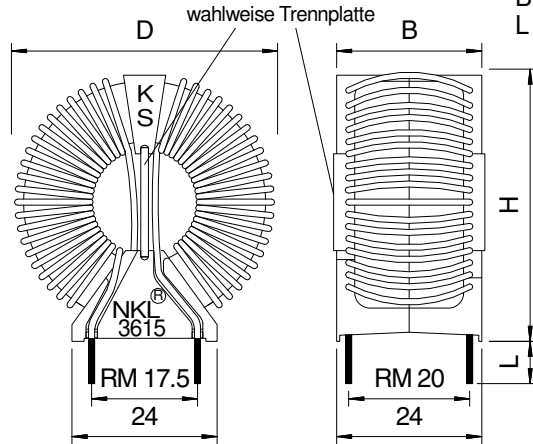 wahlweise Trennplatte
L
D
B
K
S
H
NKL ®
3615
L
RM 17.5
RM 20
24
24